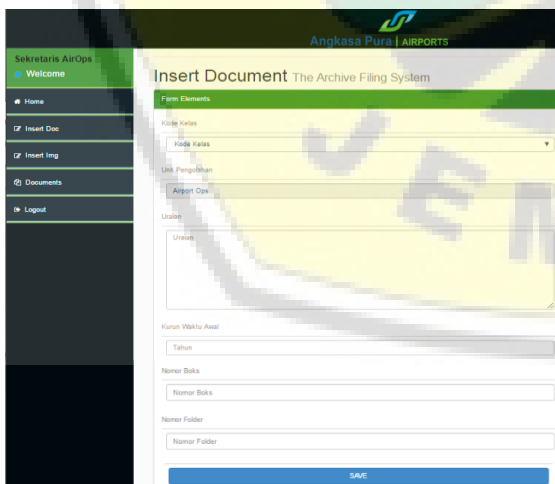 Angkasa Pura | AIRPORTS
Sekretaris AirOps
Welcome
Home
Insert Doc
Insert Img
Documents
Logout
Insert Document The Archive Filing System
Form Elements
Kode Kelas
Kode Kelas
Unit Pengolahan
Airport Ops
Uraian
Uraian
Kurun Waktu Awal
Tahun
Nomor Boks
Nomor Boks
Nomor Folder
Nomor Folder
SAVE